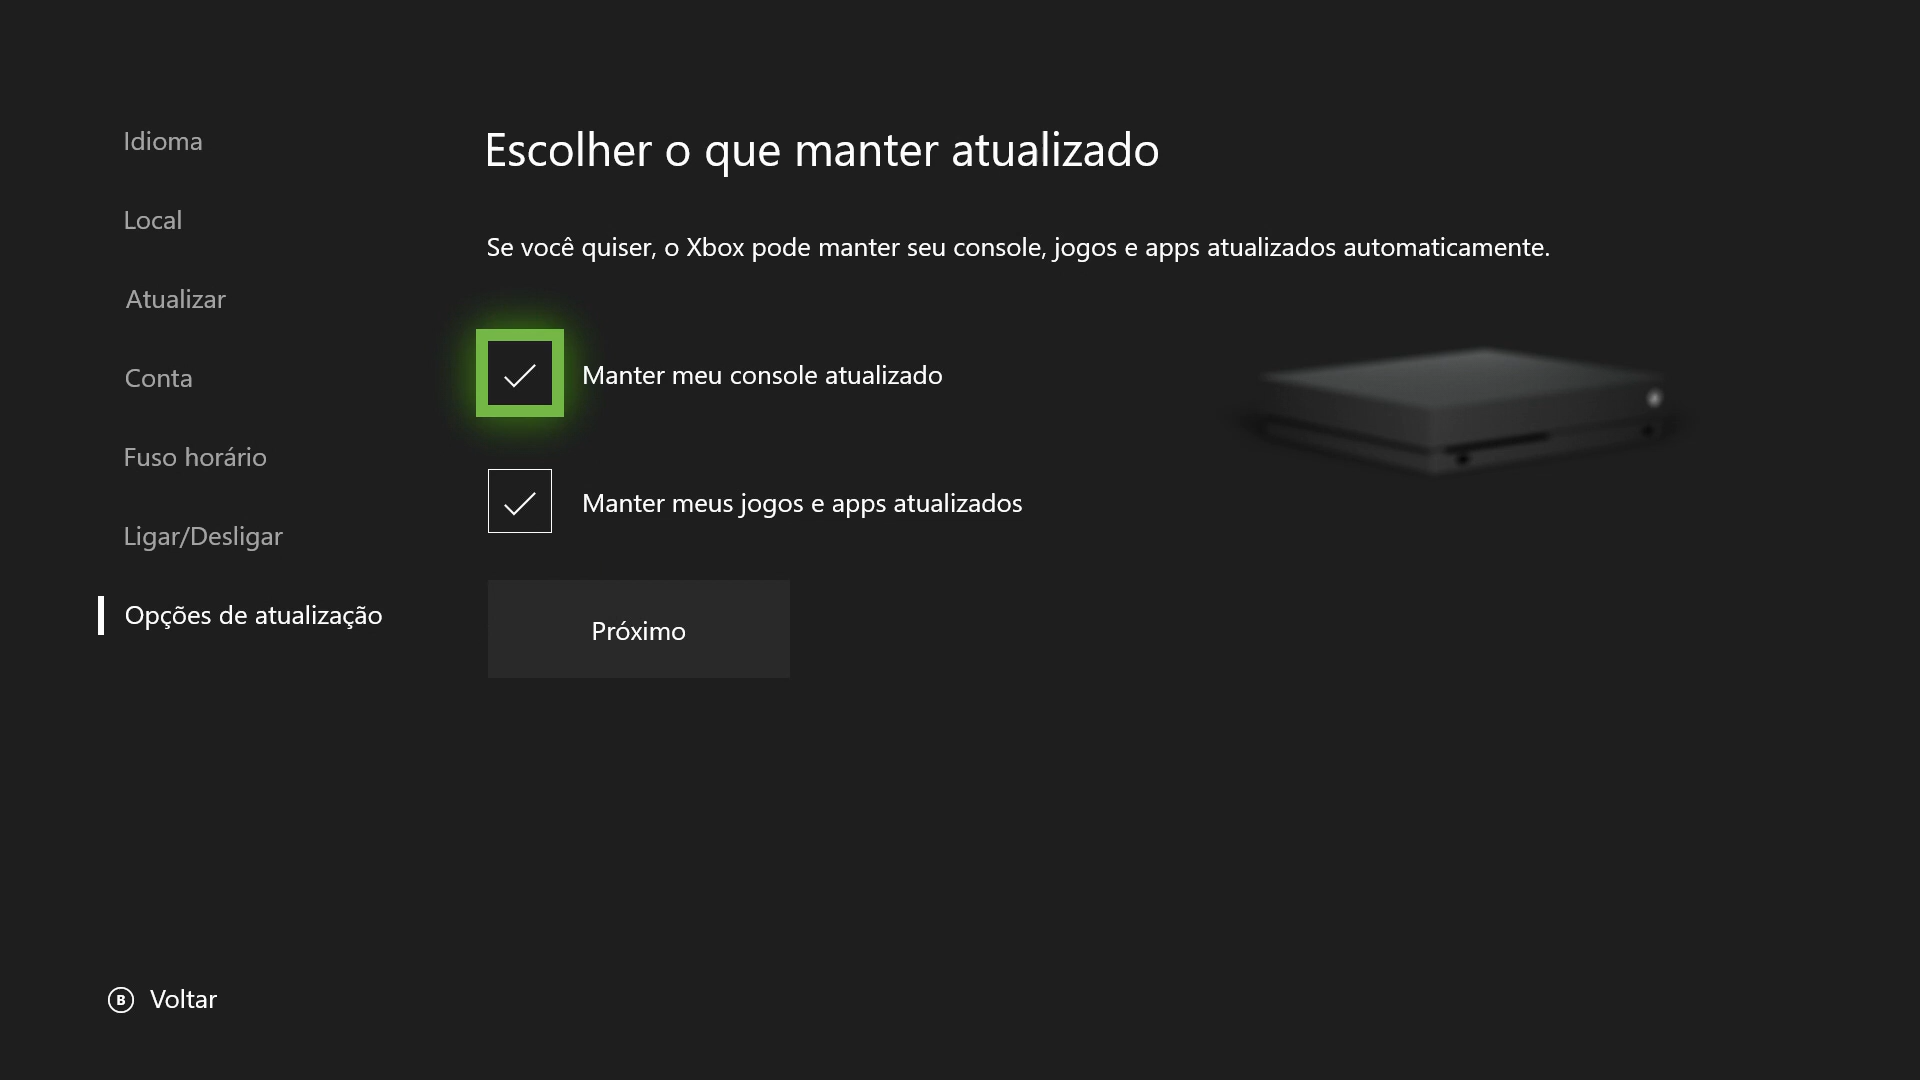 Idioma
Local
Atualizar
Conta
Fuso horário
Ligar/Desligar
Opções de atualização
Escolher o que manter atualizado
Se você quiser, o Xbox pode manter seu console, jogos e apps atualizados automaticamente.
Manter meu console atualizado
Manter meus jogos e apps atualizados
Próximo
B Voltar